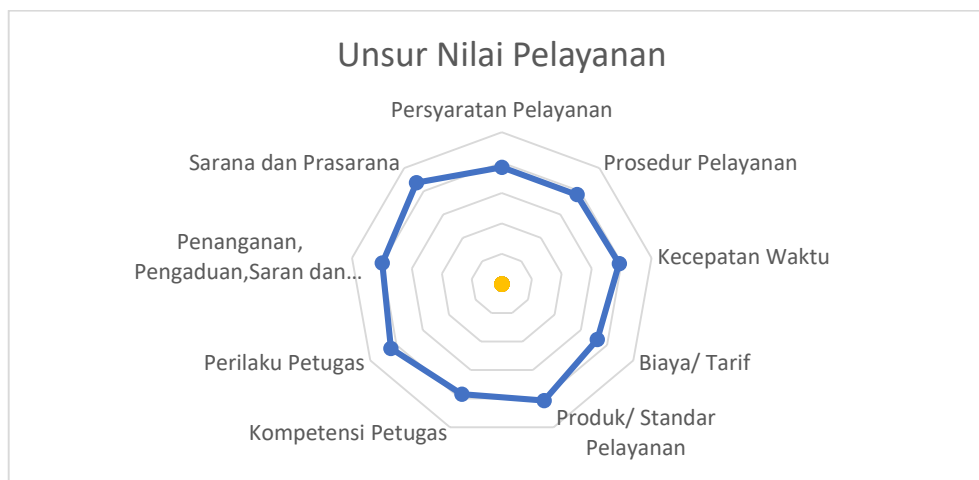 Unsur Nilai Pelayanan
Persyaratan Pelayanan
Prosedur Pelayanan
Kecepatan Waktu
Biaya/ Tarif
Produk/ Standar
Pelayanan
Kompetensi Petugas
Perilaku Petugas
Penanganan,
Pengaduan,Saran dan…
Sarana dan Prasarana